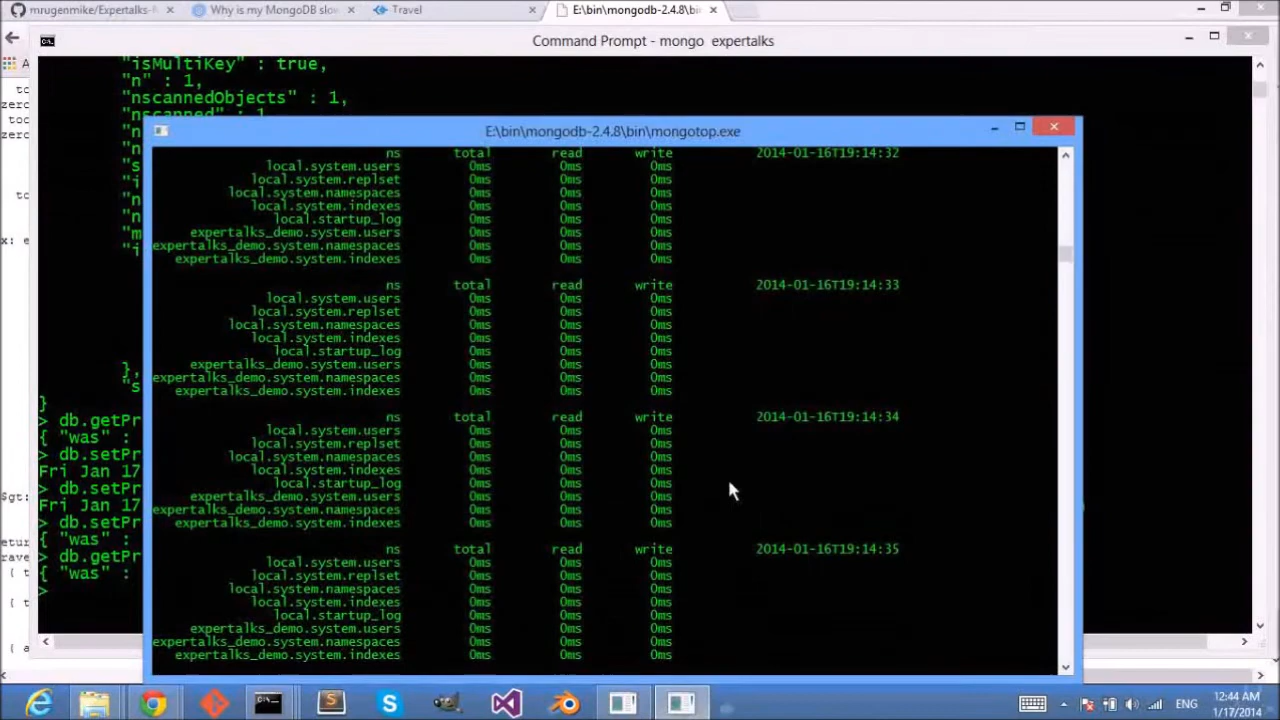 mrugenmike/Expertalks-
Why is my MongoDB slo
Travel
E:\bin\mongodb-2.4.8\bi
Command Prompt - mongo expertalks
"isMultiKey" : true,
"n" : 1,
"nscannedObjects" : 1,
"nscanned" : 1
E:\bin\mongodb-2.4.8\bin\mongotop.exe
ns total read write 2014-01-16T19:14:32
local.system.users 0ms 0ms 0ms
local.system.replset 0ms 0ms 0ms
local.system.namespaces 0ms 0ms 0ms
local.system.indexes 0ms 0ms 0ms
local.startup_log 0ms 0ms 0ms
expertalks_demo.system.users 0ms 0ms 0ms
expertalks_demo.system.namespaces 0ms 0ms 0ms
expertalks_demo.system.indexes 0ms 0ms 0ms
ns total read write 2014-01-16T19:14:33
local.system.users 0ms 0ms 0ms
local.system.replset 0ms 0ms 0ms
local.system.namespaces 0ms 0ms 0ms
local.system.indexes 0ms 0ms 0ms
local.startup_log 0ms 0ms 0ms
expertalks_demo.system.users 0ms 0ms 0ms
expertalks_demo.system.namespaces 0ms 0ms 0ms
expertalks_demo.system.indexes 0ms 0ms 0ms
ns total read write 2014-01-16T19:14:34
local.system.users 0ms 0ms 0ms
local.system.replset 0ms 0ms 0ms
local.system.namespaces 0ms 0ms 0ms
local.system.indexes 0ms 0ms 0ms
local.startup_log 0ms 0ms 0ms
expertalks_demo.system.users 0ms 0ms 0ms
expertalks_demo.system.namespaces 0ms 0ms 0ms
expertalks_demo.system.indexes 0ms 0ms 0ms
ns total read write 2014-01-16T19:14:35
local.system.users 0ms 0ms 0ms
local.system.replset 0ms 0ms 0ms
local.system.namespaces 0ms 0ms 0ms
local.system.indexes 0ms 0ms 0ms
local.startup_log 0ms 0ms 0ms
expertalks_demo.system.users 0ms 0ms 0ms
expertalks_demo.system.namespaces 0ms 0ms 0ms
expertalks_demo.system.indexes 0ms 0ms 0ms
},
"s
}
> db.getPr
{ "was" :
> db.setPr
Fri Jan 17
> db.setPr
Fri Jan 17
> db.setPr
{ "was" :
> db.getPr
{ "was" :
>
ENG
12:44 AM
1/17/2014